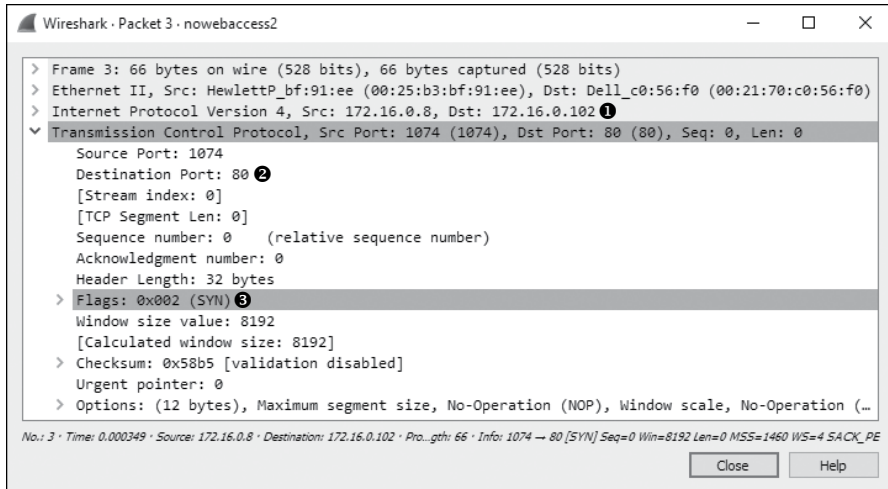 Wireshark · Packet 3 · nowebaccess2
> Frame 3: 66 bytes on wire (528 bits), 66 bytes captured (528 bits)
> Ethernet II, Src: HewlettP_bf:91:ee (00:25:b3:bf:91:ee), Dst: Dell_c0:56:f0 (00:21:70:c0:56:f0)
> Internet Protocol Version 4, Src: 172.16.0.8, Dst: 172.16.0.102 ❶
Transmission Control Protocol, Src Port: 1074 (1074), Dst Port: 80 (80), Seq: 0, Len: 0
Source Port: 1074
Destination Port: 80 ❷
[Stream index: 0]
[TCP Segment Len: 0]
Sequence number: 0 (relative sequence number)
Acknowledgment number: 0
Header Length: 32 bytes
> Flags: 0x002 (SYN) ❸
Window size value: 8192
[Calculated window size: 8192]
> Checksum: 0x58b5 [validation disabled]
Urgent pointer: 0
> Options: (12 bytes), Maximum segment size, No-Operation (NOP), Window scale, No-Operation (…
No.: 3 · Time: 0.000349 · Source: 172.16.0.8 · Destination: 172.16.0.102 · Pro...gth: 66 · Info: 1074 → 80 [SYN] Seq=0 Win=8192 Len=0 MSS=1460 WS=4 SACK_PE
Close Help